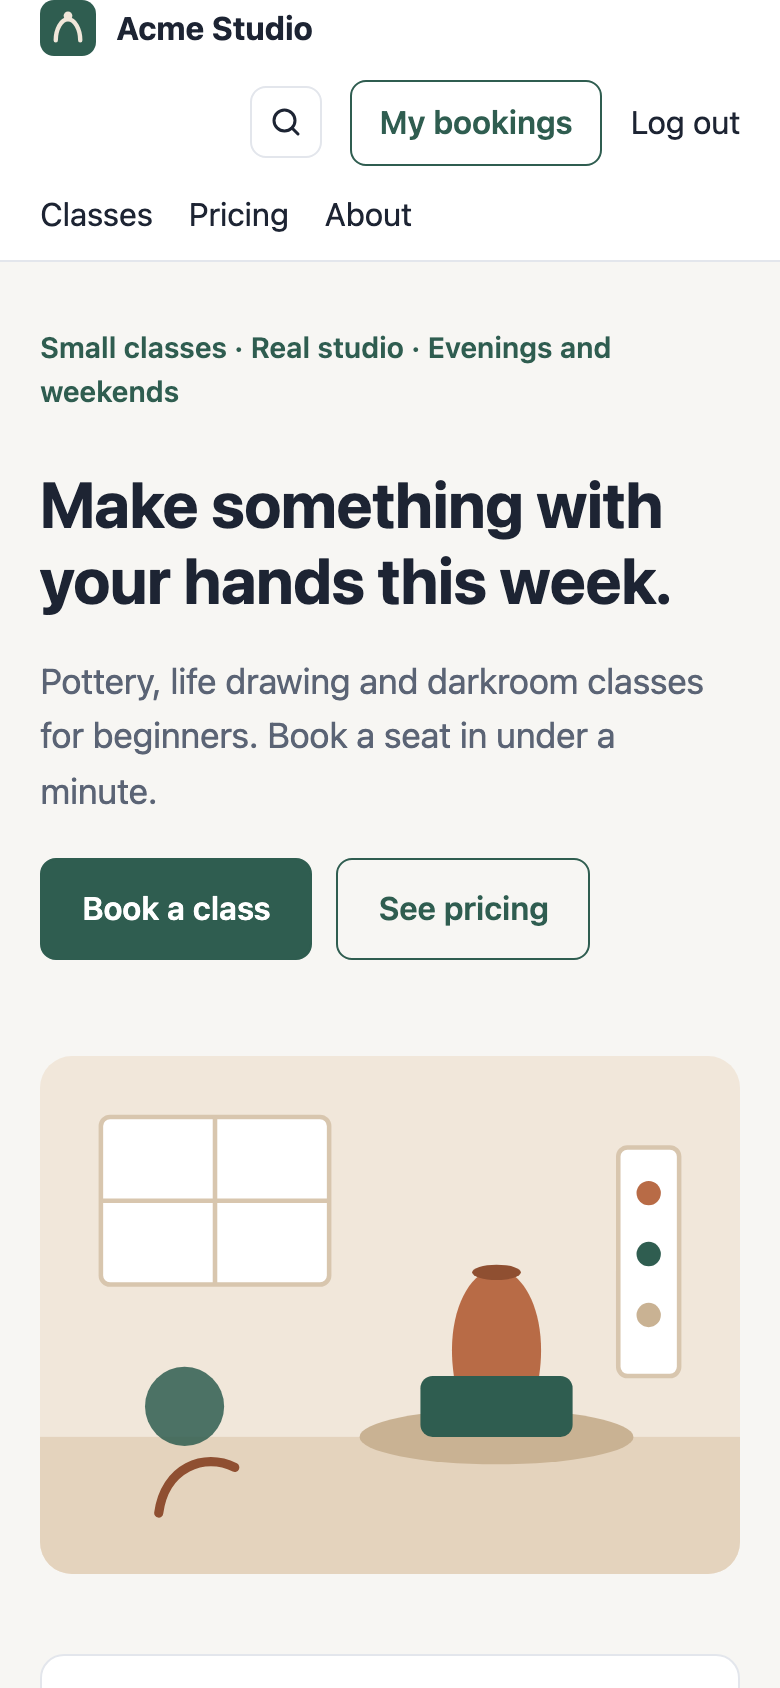 Acme Studio
My bookings
Log out
Classes
Pricing
About
Small classes · Real studio · Evenings and
weekends
Make something with
your hands this week.
Pottery, life drawing and darkroom classes
for beginners. Book a seat in under a
minute.
Book a class
See pricing